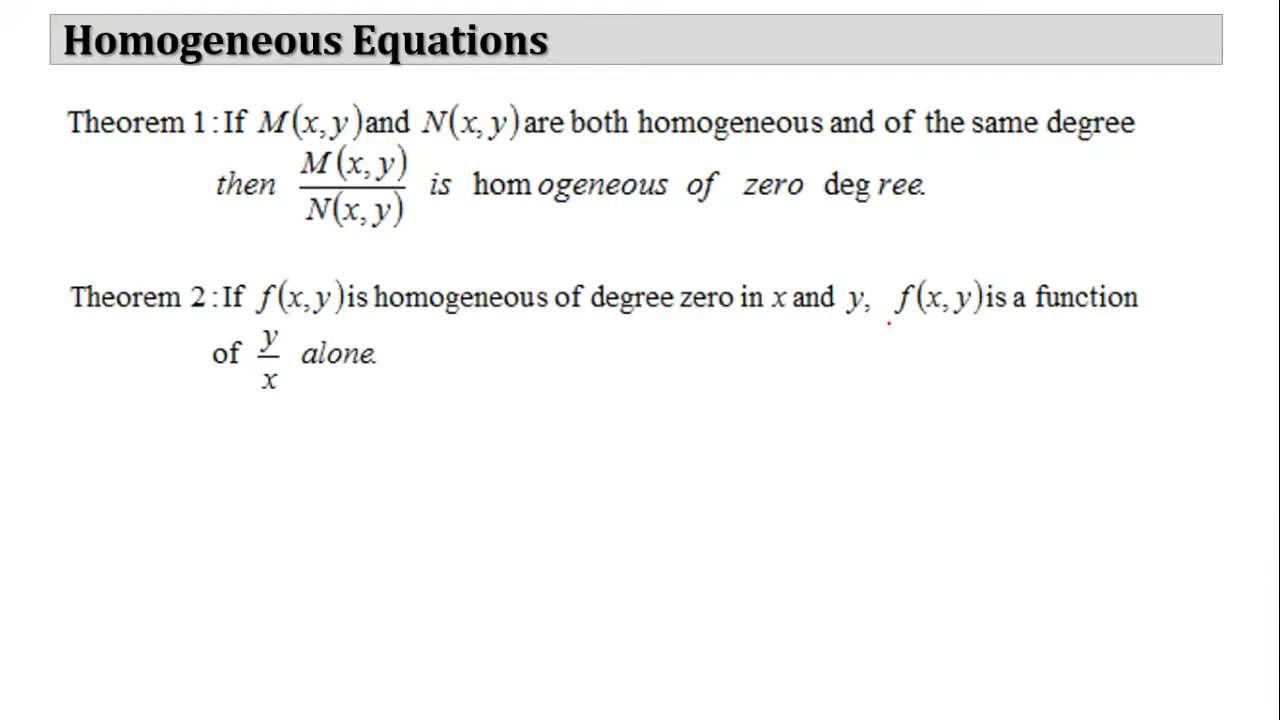 Homogeneous Equations
Theorem 1 : If M(x, y) and N(x, y) are both homogeneous and of the same degree
then M(x, y)/N(x, y) is homogeneous of zero degree.
Theorem 2 : If f(x, y) is homogeneous of degree zero in x and y, f(x, y) is a function
of y/x alone.